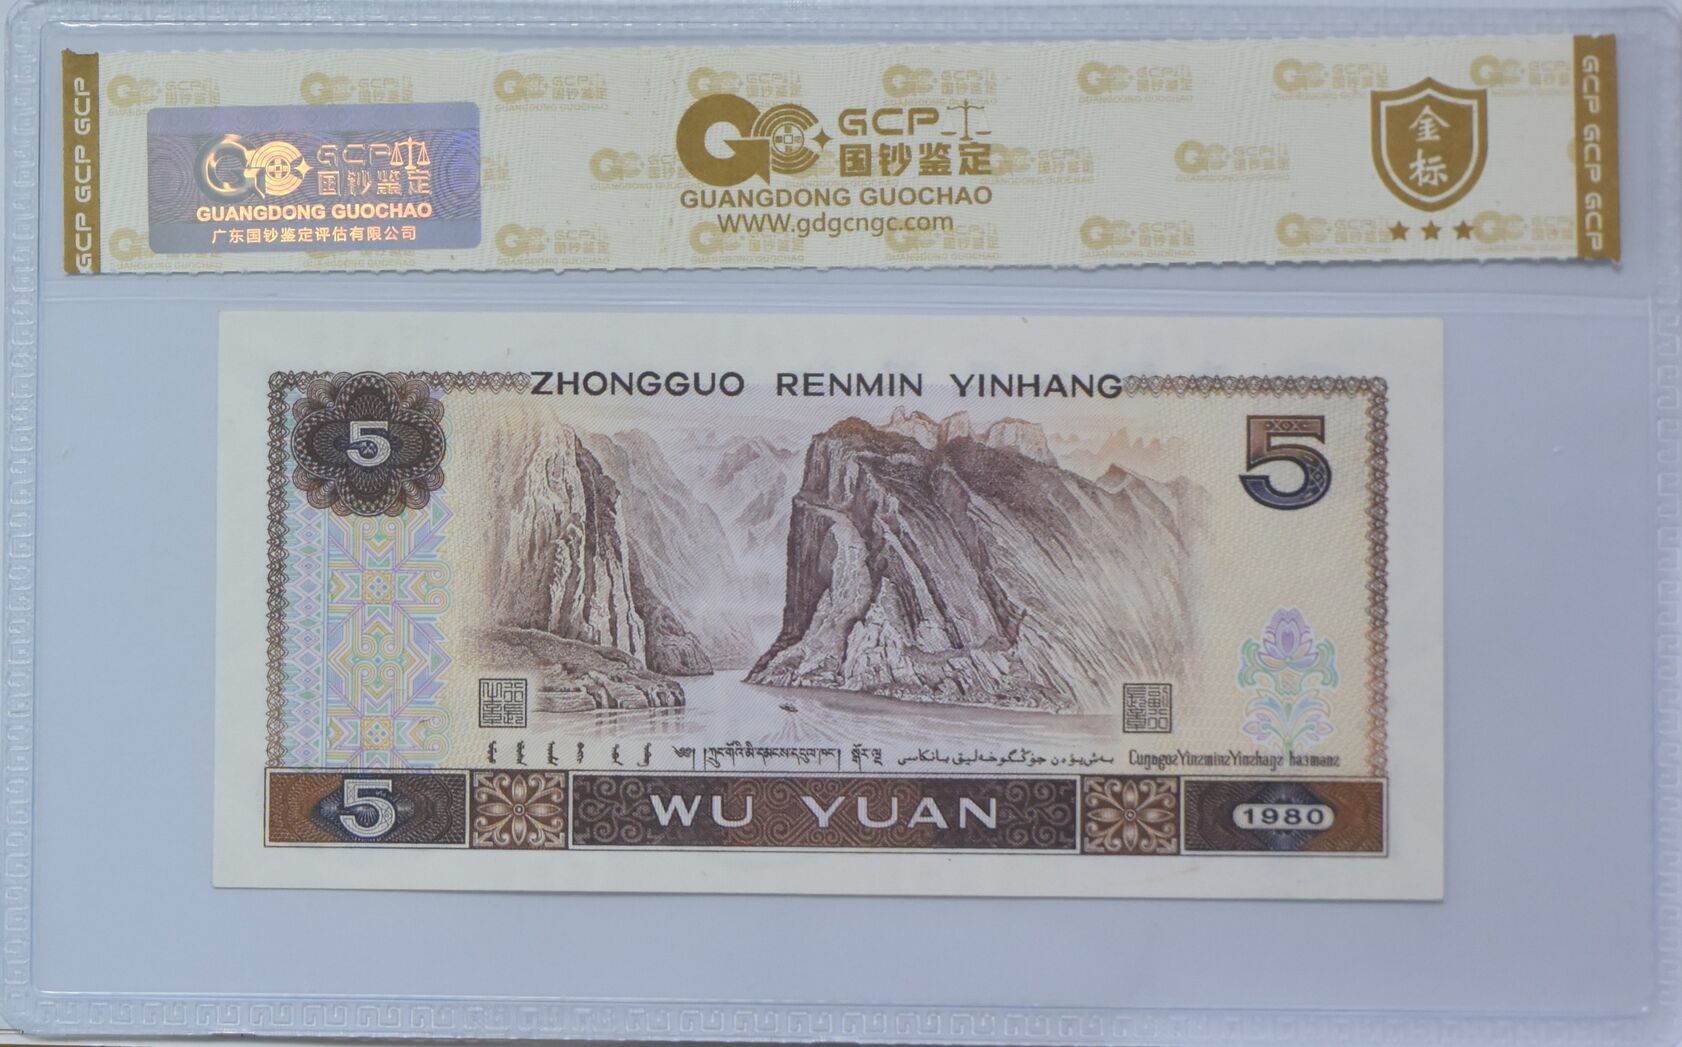 GCP GCP GCP
GCP
国钞鉴定
GUANGDONG GUOCHAO
广东国钞鉴定评估有限公司
GCP
国钞鉴定
GUANGDONG GUOCHAO
WWW.gdgcngc.com
金标
GCP GCP GCP
ZHONGGUO RENMIN YINHANG
5
5
5
WU YUAN
1980